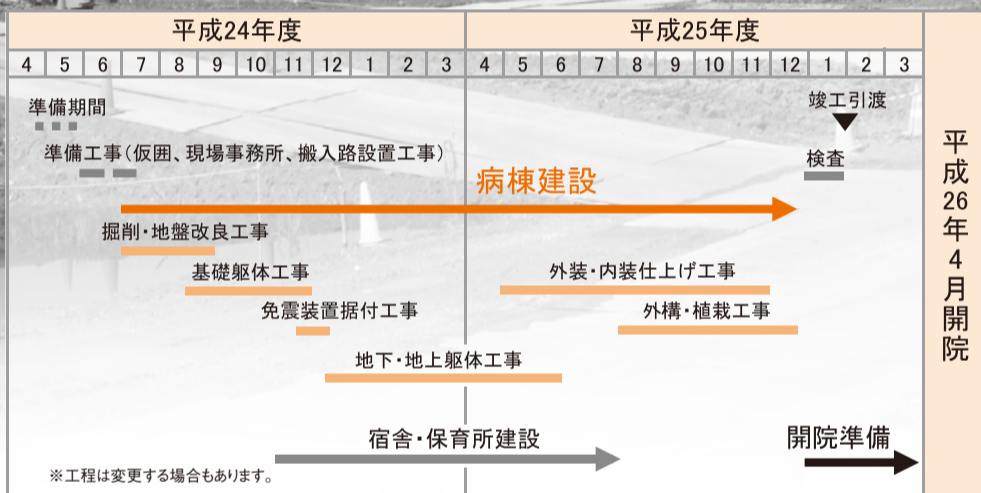 平成24年度
平成25年度
4 5 6 7 8 9 10 11 12 1 2 3 4 5 6 7 8 9 10 11 12 1 2 3
準備期間
竣工引渡
準備工事(仮囲、現場事務所、搬入路設置工事)
検査
病棟建設
掘削・地盤改良工事
基礎躯体工事
外装・内装仕上げ工事
免震装置据付工事
外構・植栽工事
地下・地上躯体工事
宿舎・保育所建設
開院準備
※工程は変更する場合もあります。
平成26年4月開院